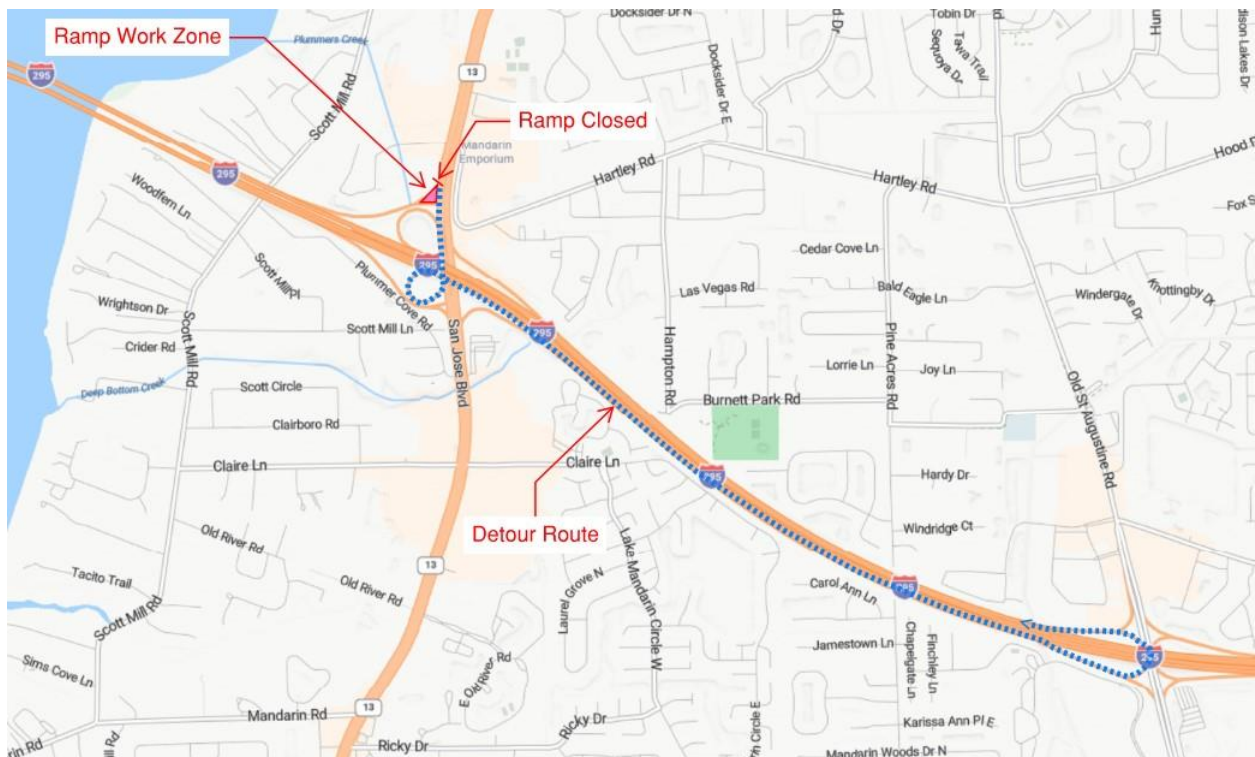 Docksider Dr N
Tobin Dr
Ramp Work Zone
Plummers Creek
Sequoya Dr
Tawa Trail
295
13
Docksider Dr E
Scott Mill Rd
Ramp Closed
Mandarin
Emporium
Hartley Rd
295
Woodfern Ln
Hartley Rd
Cedar Cove Ln
295
Scott Mill
Plummer Cove Rd
Las Vegas Rd
Bald Eagle Ln
Windergate Dr
Knottingby Dr
Wrightson Dr
Scott Mill Rd
Scott Mill Ln
San Jose Blvd
295
Hampton Rd
Pine Acres Rd
Crider Rd
Lorrie Ln
Joy Ln
Deep Bottom Creek
Scott Circle
Burnett Park Rd
Old St Augustine Rd
Clairboro Rd
Claire Ln
Claire Ln
295
Hardy Dr
Detour Route
Windridge Ct
Old River Rd
13
Lake Mandarin Circle W
Tacito Trail
Old River Rd
Laurel Grove N
Carol Ann Ln
295
Scott Mill Rd
Jamestown Ln
Chapelgate Ln
Finchley Ln
295
Sims Cove Ln
E Old River Rd
13
Mandarin Rd
Ricky Dr
Ricky Dr
Karissa Ann Pl E
Mandarin Woods Dr N